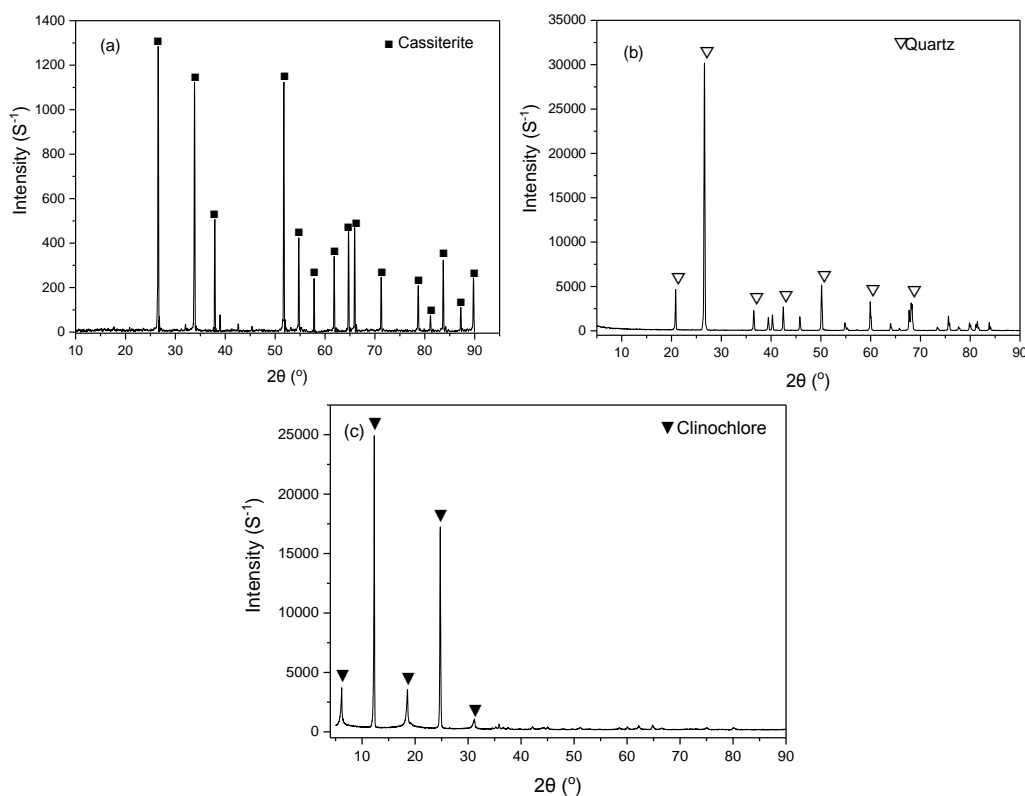 (a)
■ Cassiterite
1400
1200
1000
800
600
400
200
0
10 20 30 40 50 60 70 80 90
2θ (°)
Intensity (S⁻¹)
(b)
▽Quartz
35000
30000
25000
20000
15000
10000
5000
0
10 20 30 40 50 60 70 80 90
2θ (°)
Intensity (S⁻¹)
(c)
▼Clinochlore
25000
20000
15000
10000
5000
0
10 20 30 40 50 60 70 80 90
2θ (°)
Intensity (S⁻¹)